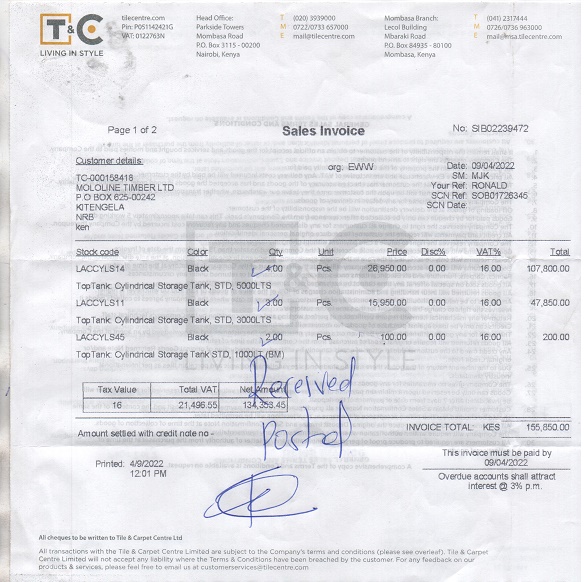 T&C
LIVING IN STYLE
tilecentre.com
Pin: P051142421G
VAT: 0122763N
Head Office:
Parkside Towers
Mombasa Road
P.O. Box 3115 - 00200
Nairobi, Kenya
T (020) 3939000
M 0722/0733 657000
E mail@tilecentre.com
Mombasa Branch:
Lecol Building
Mbaraki Road
P.O. Box 84935 - 80100
Mombasa, Kenya
T (041) 2317444
M 0726/0736 963000
E mail@msa.tilecentre.com
Page 1 of 2
Sales Invoice
No: SIB02239472
Customer details:
TC-000158418
MOLOLINE TIMBER LTD
P.O BOX 625-00242
KITENGELA
NRB
ken
org: EWW
Date: 09/04/2022
SM: MJK
Your Ref: RONALD
SCN Ref: SOB01726345
SCN Date:
Stock code Color Qty Unit Price Disc% VAT% Total
LACCYLS14 Black 4.00 Pcs. 26,950.00 0.00 16.00 107,800.00
TopTank: Cylindrical Storage Tank, STD, 5000LTS
LACCYLS11 Black 3.00 Pcs. 15,950.00 0.00 16.00 47,850.00
TopTank: Cylindrical Storage Tank, STD, 3000LTS
LACCYLS45 Black 2.00 Pcs. 100.00 0.00 16.00 200.00
TopTank: Cylindrical Storage Tank STD, 1000LT (BM)
T&C
LIVING IN STYLE
Tax Value Total VAT Net Amount
16 21,496.55 134,353.45
Received
Posted
Amount settled with credit note no -
INVOICE TOTAL: KES 155,850.00
This invoice must be paid by
09/04/2022
Overdue accounts shall attract
interest @ 3% p.m.
Printed: 4/9/2022
12:01 PM
All cheques to be written to Tile & Carpet Centre Ltd
All transactions with the Tile & Carpet Centre Limited are subject to the Company's terms and conditions (please see overleaf). Tile & Carpet
Centre Limited will not accept any liability where the Terms & Conditions have been breached by the customer. For any feedback on our
products & services, please feel free to email us at customerservices@tilecentre.com